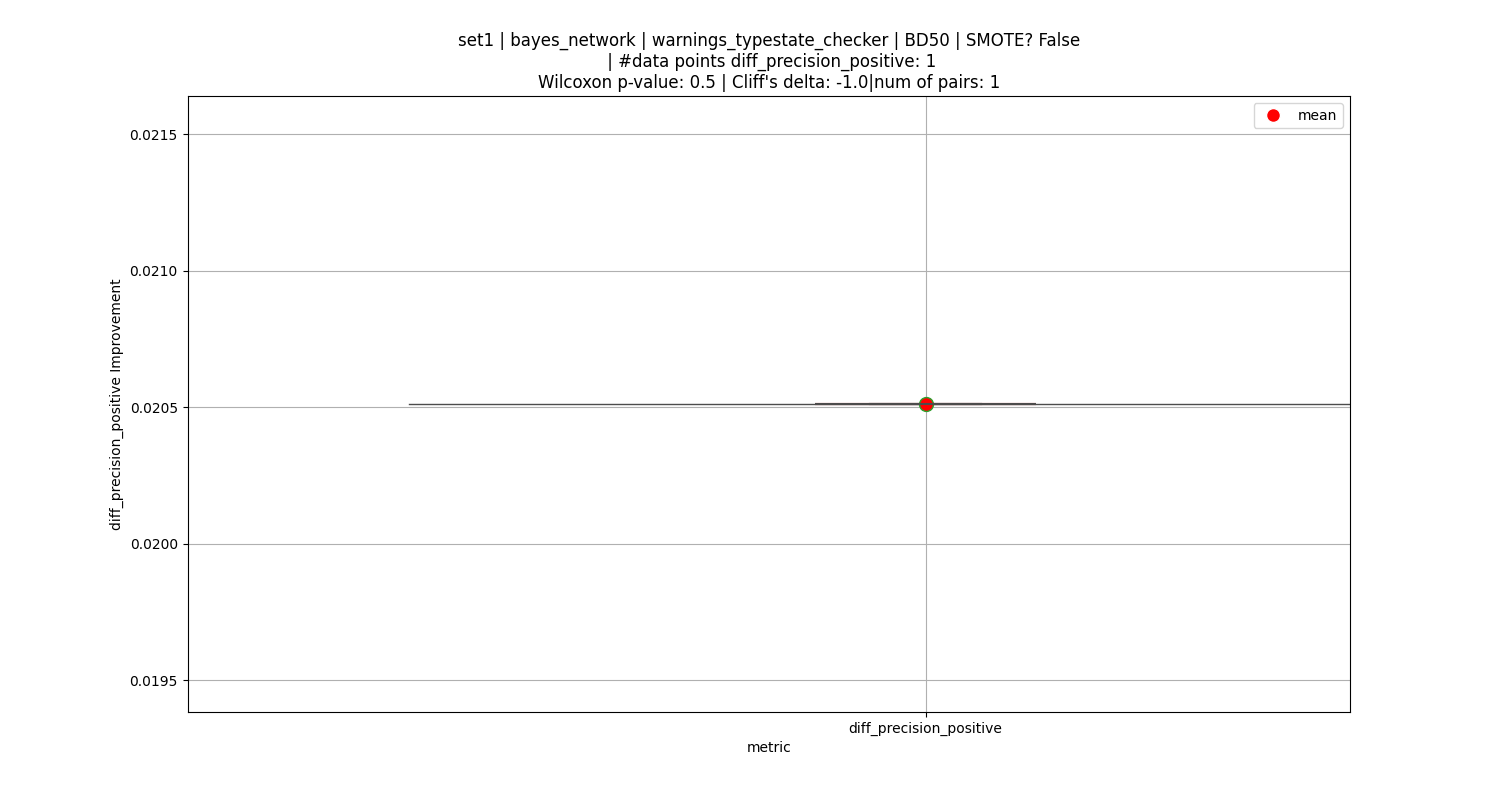 set1 | bayes_network | warnings_typestate_checker | BD50 | SMOTE? False
| #data points diff_precision_positive: 1
Wilcoxon p-value: 0.5 | Cliff's delta: -1.0|num of pairs: 1
mean
0.0215
0.0210
0.0205
0.0200
0.0195
diff_precision_positive Improvement
diff_precision_positive
metric